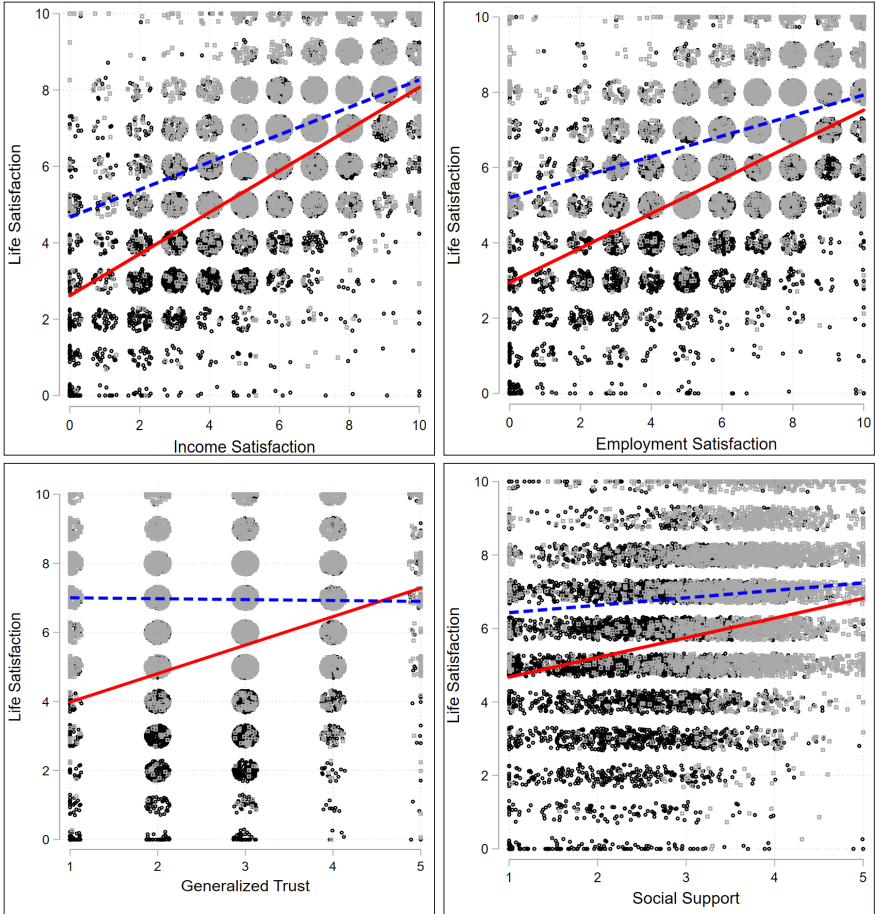 10
8
6
4
2
0
Life Satisfaction
0 2 4 6 8 10
Income Satisfaction
10
8
6
4
2
0
Life Satisfaction
0 2 4 6 8 10
Employment Satisfaction
10
8
6
4
2
0
Life Satisfaction
1 2 3 4 5
Generalized Trust
10
8
6
4
2
0
Life Satisfaction
1 2 3 4 5
Social Support